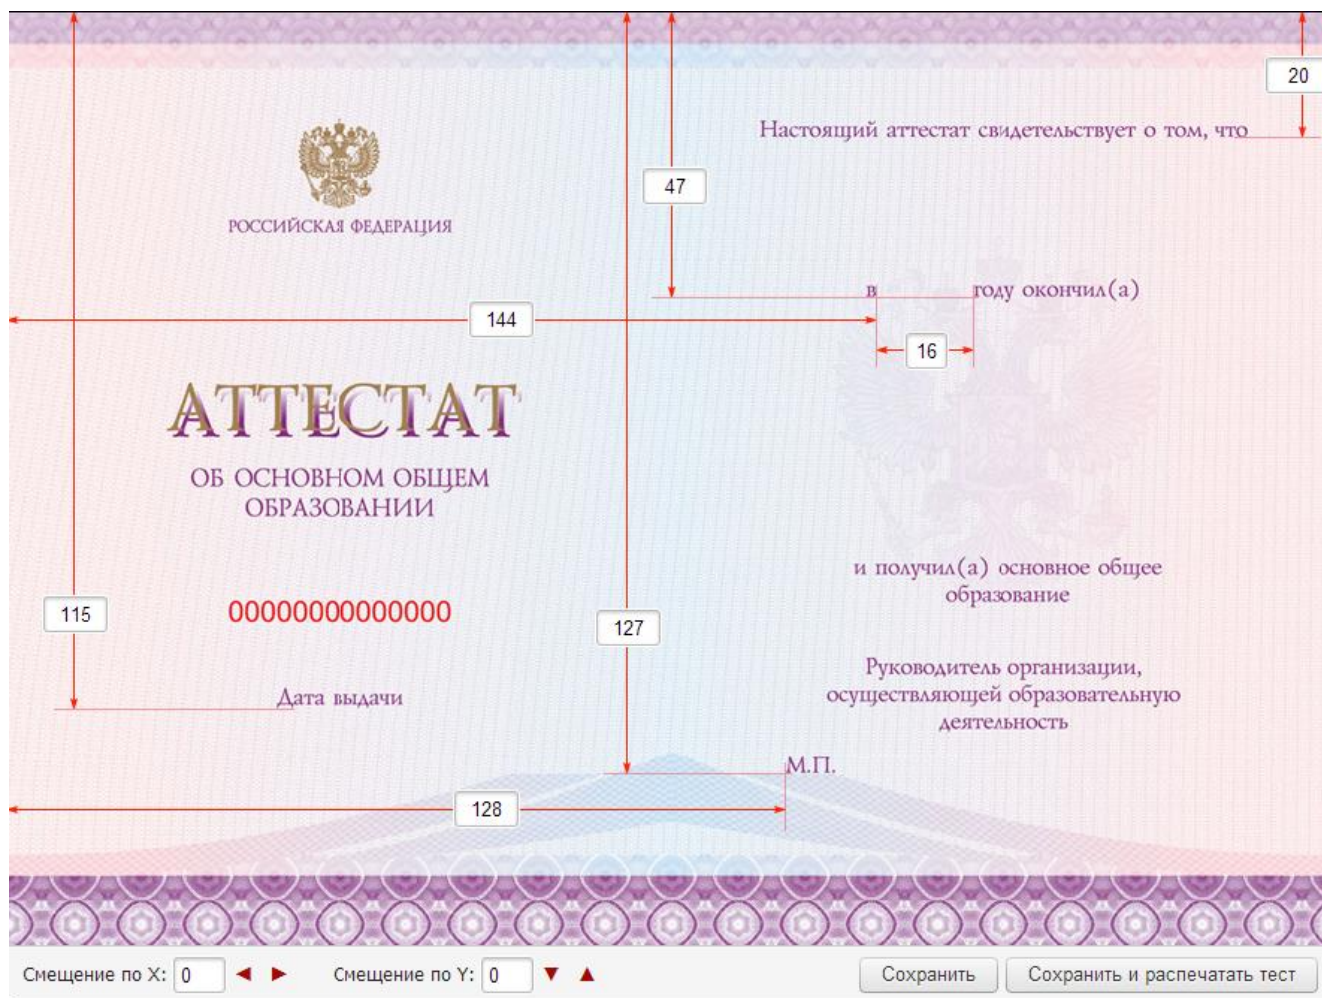 20
Настоящий аттестат свидетельствует о том, что
47
РОССИЙСКАЯ ФЕДЕРАЦИЯ
в году окончил(а)
144
16
АТТЕСТАТ
ОБ ОСНОВНОМ ОБЩЕМ
ОБРАЗОВАНИИ
и получил(а) основное общее
образование
115
00000000000000
127
Руководитель организации,
осуществляющей образовательную
деятельность
Дата выдачи
М.П.
128
Смещение по X: 0
Смещение по Y: 0
Сохранить
Сохранить и распечатать тест